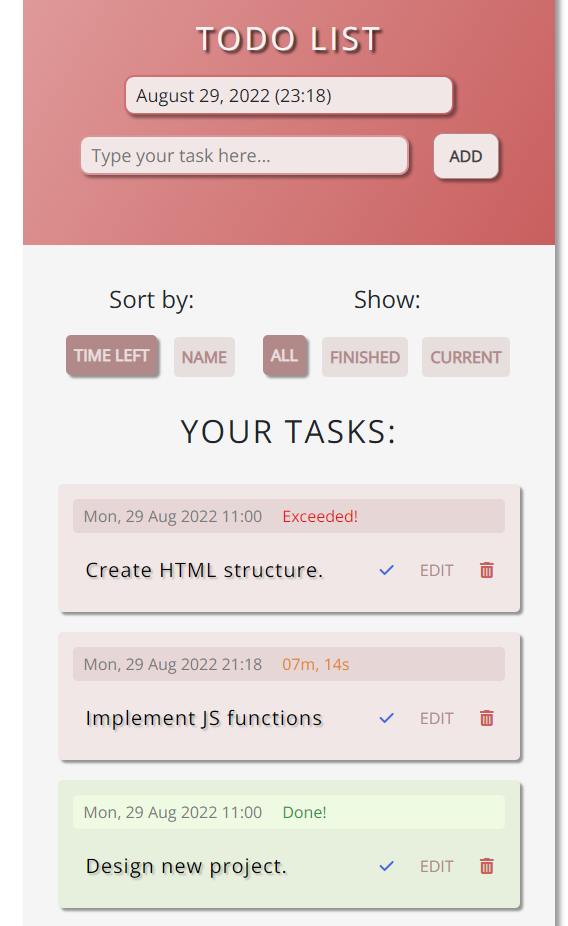 TODO LIST
August 29, 2022 (23:18)
Type your task here...
ADD
Sort by:
Show:
TIME LEFT
NAME
ALL
FINISHED
CURRENT
YOUR TASKS:
Mon, 29 Aug 2022 11:00 Exceeded!
Create HTML structure. EDIT
Mon, 29 Aug 2022 21:18 07m, 14s
Implement JS functions EDIT
Mon, 29 Aug 2022 11:00 Done!
Design new project. EDIT